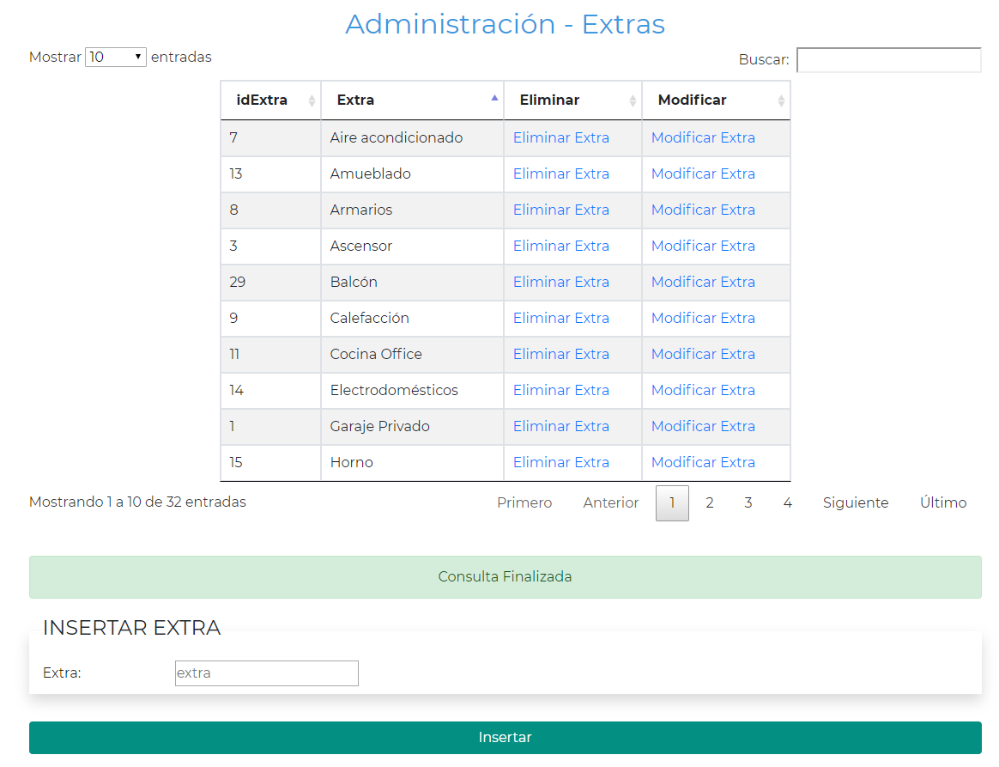 Administración - Extras
Mostrar 10 entradas
Buscar:
idExtra Extra Eliminar Modificar
7 Aire acondicionado Eliminar Extra Modificar Extra
13 Amueblado Eliminar Extra Modificar Extra
8 Armarios Eliminar Extra Modificar Extra
3 Ascensor Eliminar Extra Modificar Extra
29 Balcón Eliminar Extra Modificar Extra
9 Calefacción Eliminar Extra Modificar Extra
11 Cocina Office Eliminar Extra Modificar Extra
14 Electrodomésticos Eliminar Extra Modificar Extra
1 Garaje Privado Eliminar Extra Modificar Extra
15 Horno Eliminar Extra Modificar Extra
Mostrando 1 a 10 de 32 entradas
Primero Anterior 1 2 3 4 Siguiente Último
Consulta Finalizada
INSERTAR EXTRA
Extra: extra
Insertar